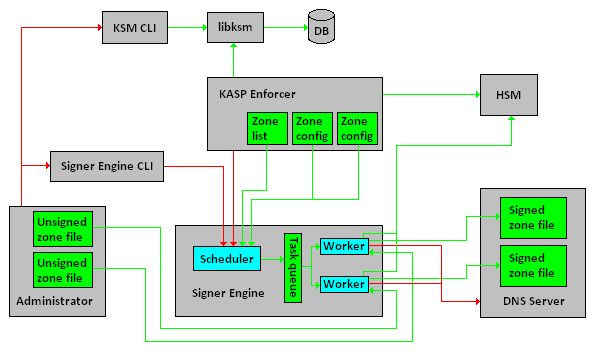 KSM CLI
libksm
DB
KASP Enforcer
HSM
Zone
list
Zone
config
Zone
config
Signer Engine CLI
Unsigned
zone file
Unsigned
zone file
Administrator
Scheduler
Task queue
Worker
Worker
Signer Engine
Signed
zone file
Signed
zone file
DNS Server